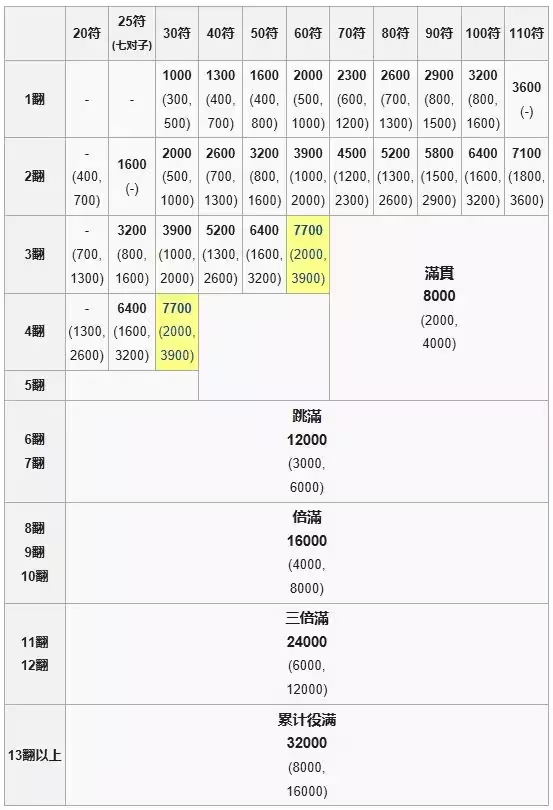 20符 25符 30符 40符 50符 60符 70符 80符 90符 100符 110符
(七对子)
1翻 - - 1000 1300 1600 2000 2300 2600 2900 3200 3600
(300, (400, (400, (500, (600, (700, (800, (800, (-)
500) 700) 800) 1000) 1200) 1300) 1500) 1600)
2翻 - 1600 2000 2600 3200 3900 4500 5200 5800 6400 7100
(400, (-) (500, (700, (800, (1000, (1200, (1300, (1500, (1600, (1800,
700) 1000) 1300) 1600) 2000) 2300) 2600) 2900) 3200) 3600)
3翻 - 3200 3900 5200 6400 7700
(700, (800, (1000, (1300, (1600, (2000,
1300) 1600) 2000) 2600) 3200) 3900)
滿貫
8000
(2000,
4000)
4翻 - 6400 7700
(1300, (1600, (2000,
2600) 3200) 3900)
5翻
6翻
7翻
跳滿
12000
(3000,
6000)
8翻
9翻
10翻
倍滿
16000
(4000,
8000)
11翻
12翻
三倍滿
24000
(6000,
12000)
13翻以上
累计役满
32000
(8000,
16000)